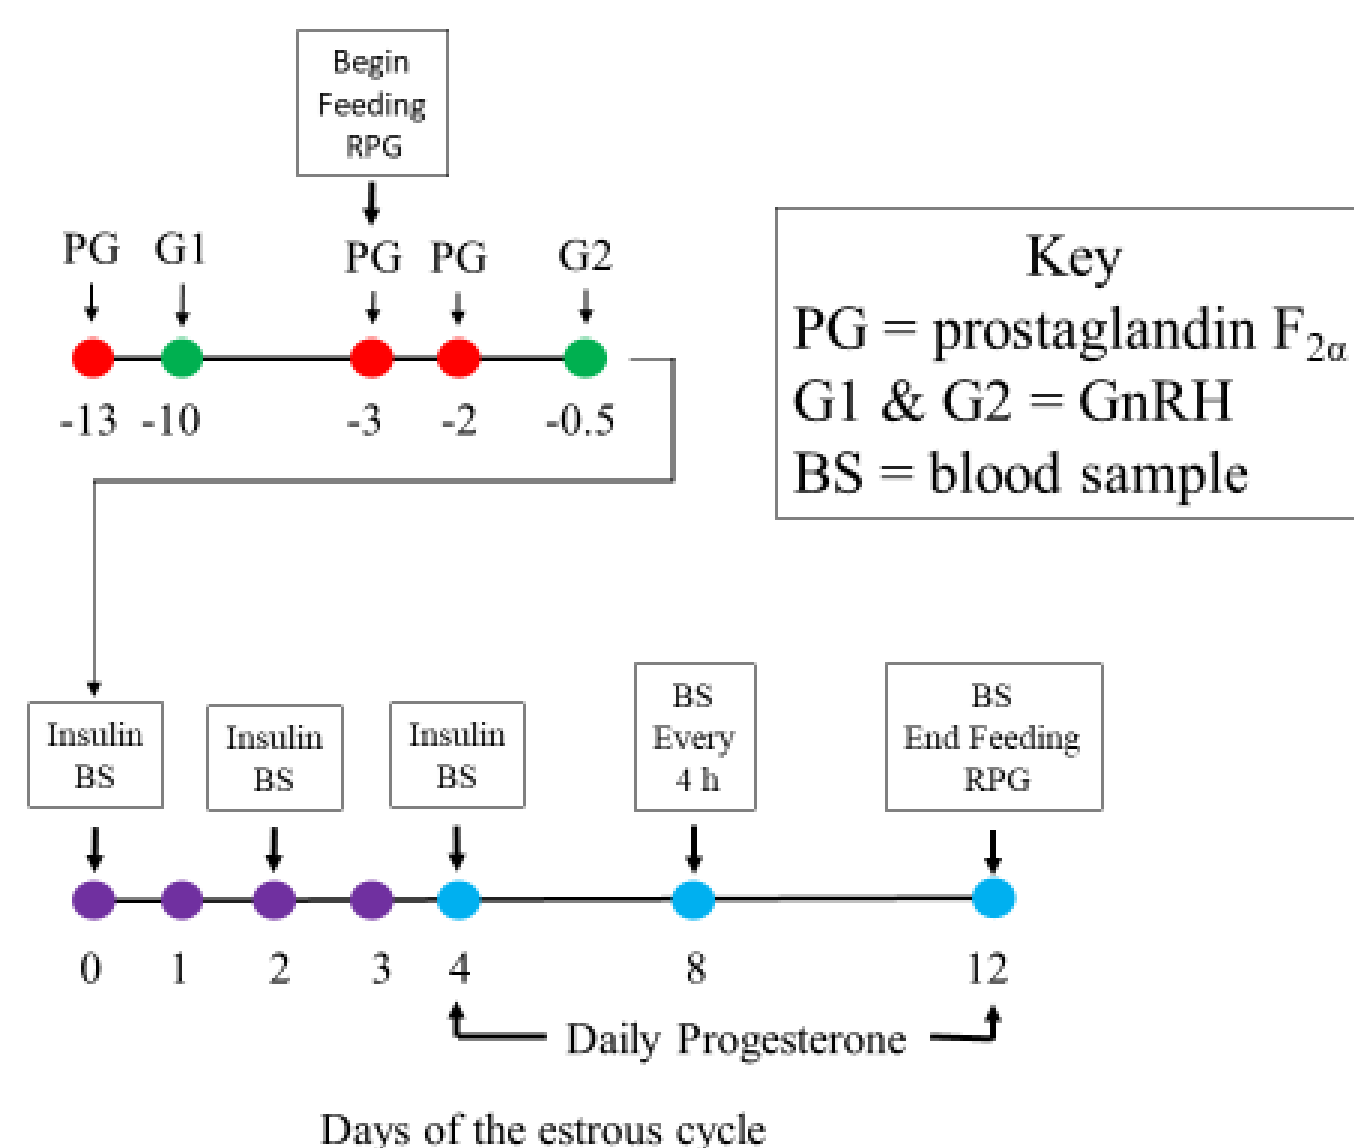 Begin
Feeding
RPG
PG G1 PG PG G2
-13 -10 -3 -2 -0.5
Key
PG = prostaglandin F2α
G1 & G2 = GnRH
BS = blood sample
Insulin
BS
Insulin
BS
Insulin
BS
BS
Every
4 h
BS
End Feeding
RPG
0 1 2 3 4 8 12
Daily Progesterone
Days of the estrous cycle